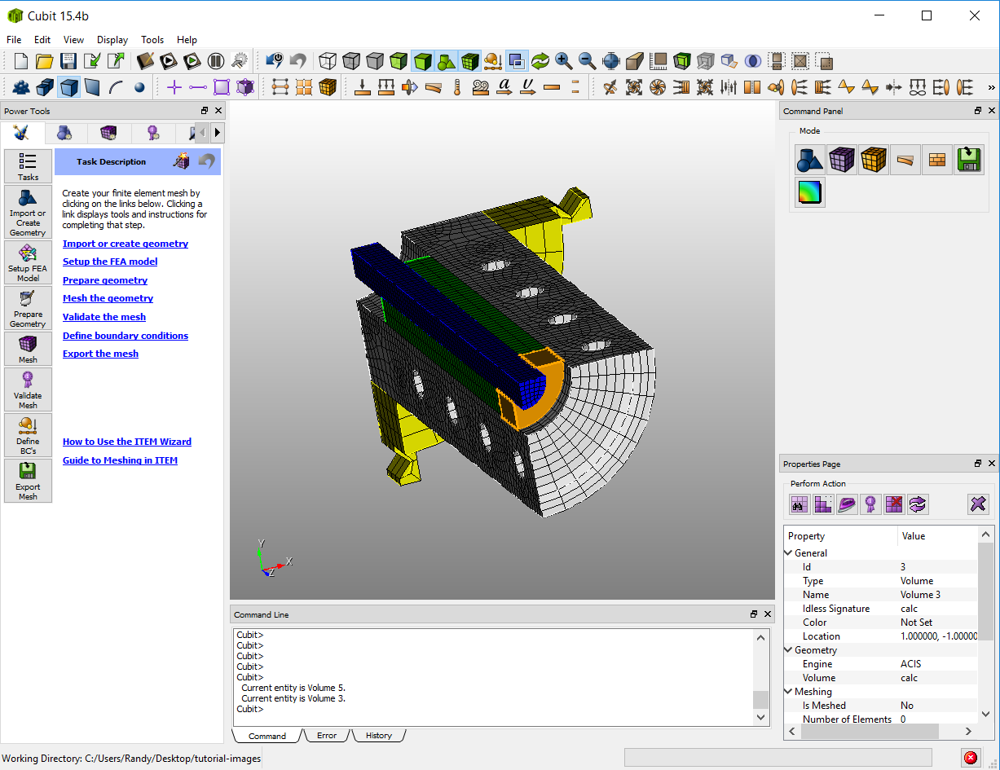 Cubit 15.4b
File Edit View Display Tools Help
Power Tools
Task Description
Tasks
Import or
Create
Geometry
Setup FEA
Model
Prepare
Geometry
Mesh
Validate
Mesh
Define
BC's
Export
Mesh
Create your finite element mesh by
clicking on the links below. Clicking a
link displays tools and instructions for
completing that step.
Import or create geometry
Setup the FEA model
Prepare geometry
Mesh the geometry
Validate the mesh
Define boundary conditions
Export the mesh
How to Use the ITEM Wizard
Guide to Meshing in ITEM
Y
X
Z
Command Line
Cubit>
Cubit>
Cubit>
Cubit>
Cubit>
Current entity is Volume 5.
Current entity is Volume 3.
Cubit>
Command Error History
Command Panel
Mode
Properties Page
Perform Action
Property Value
General
Id 3
Type Volume
Name Volume 3
Idless Signature calc
Color Not Set
Location 1.000000, -1.00000
Geometry
Engine ACIS
Volume calc
Meshing
Is Meshed No
Number of Elements 0
Working Directory: C:/Users/Randy/Desktop/tutorial-images